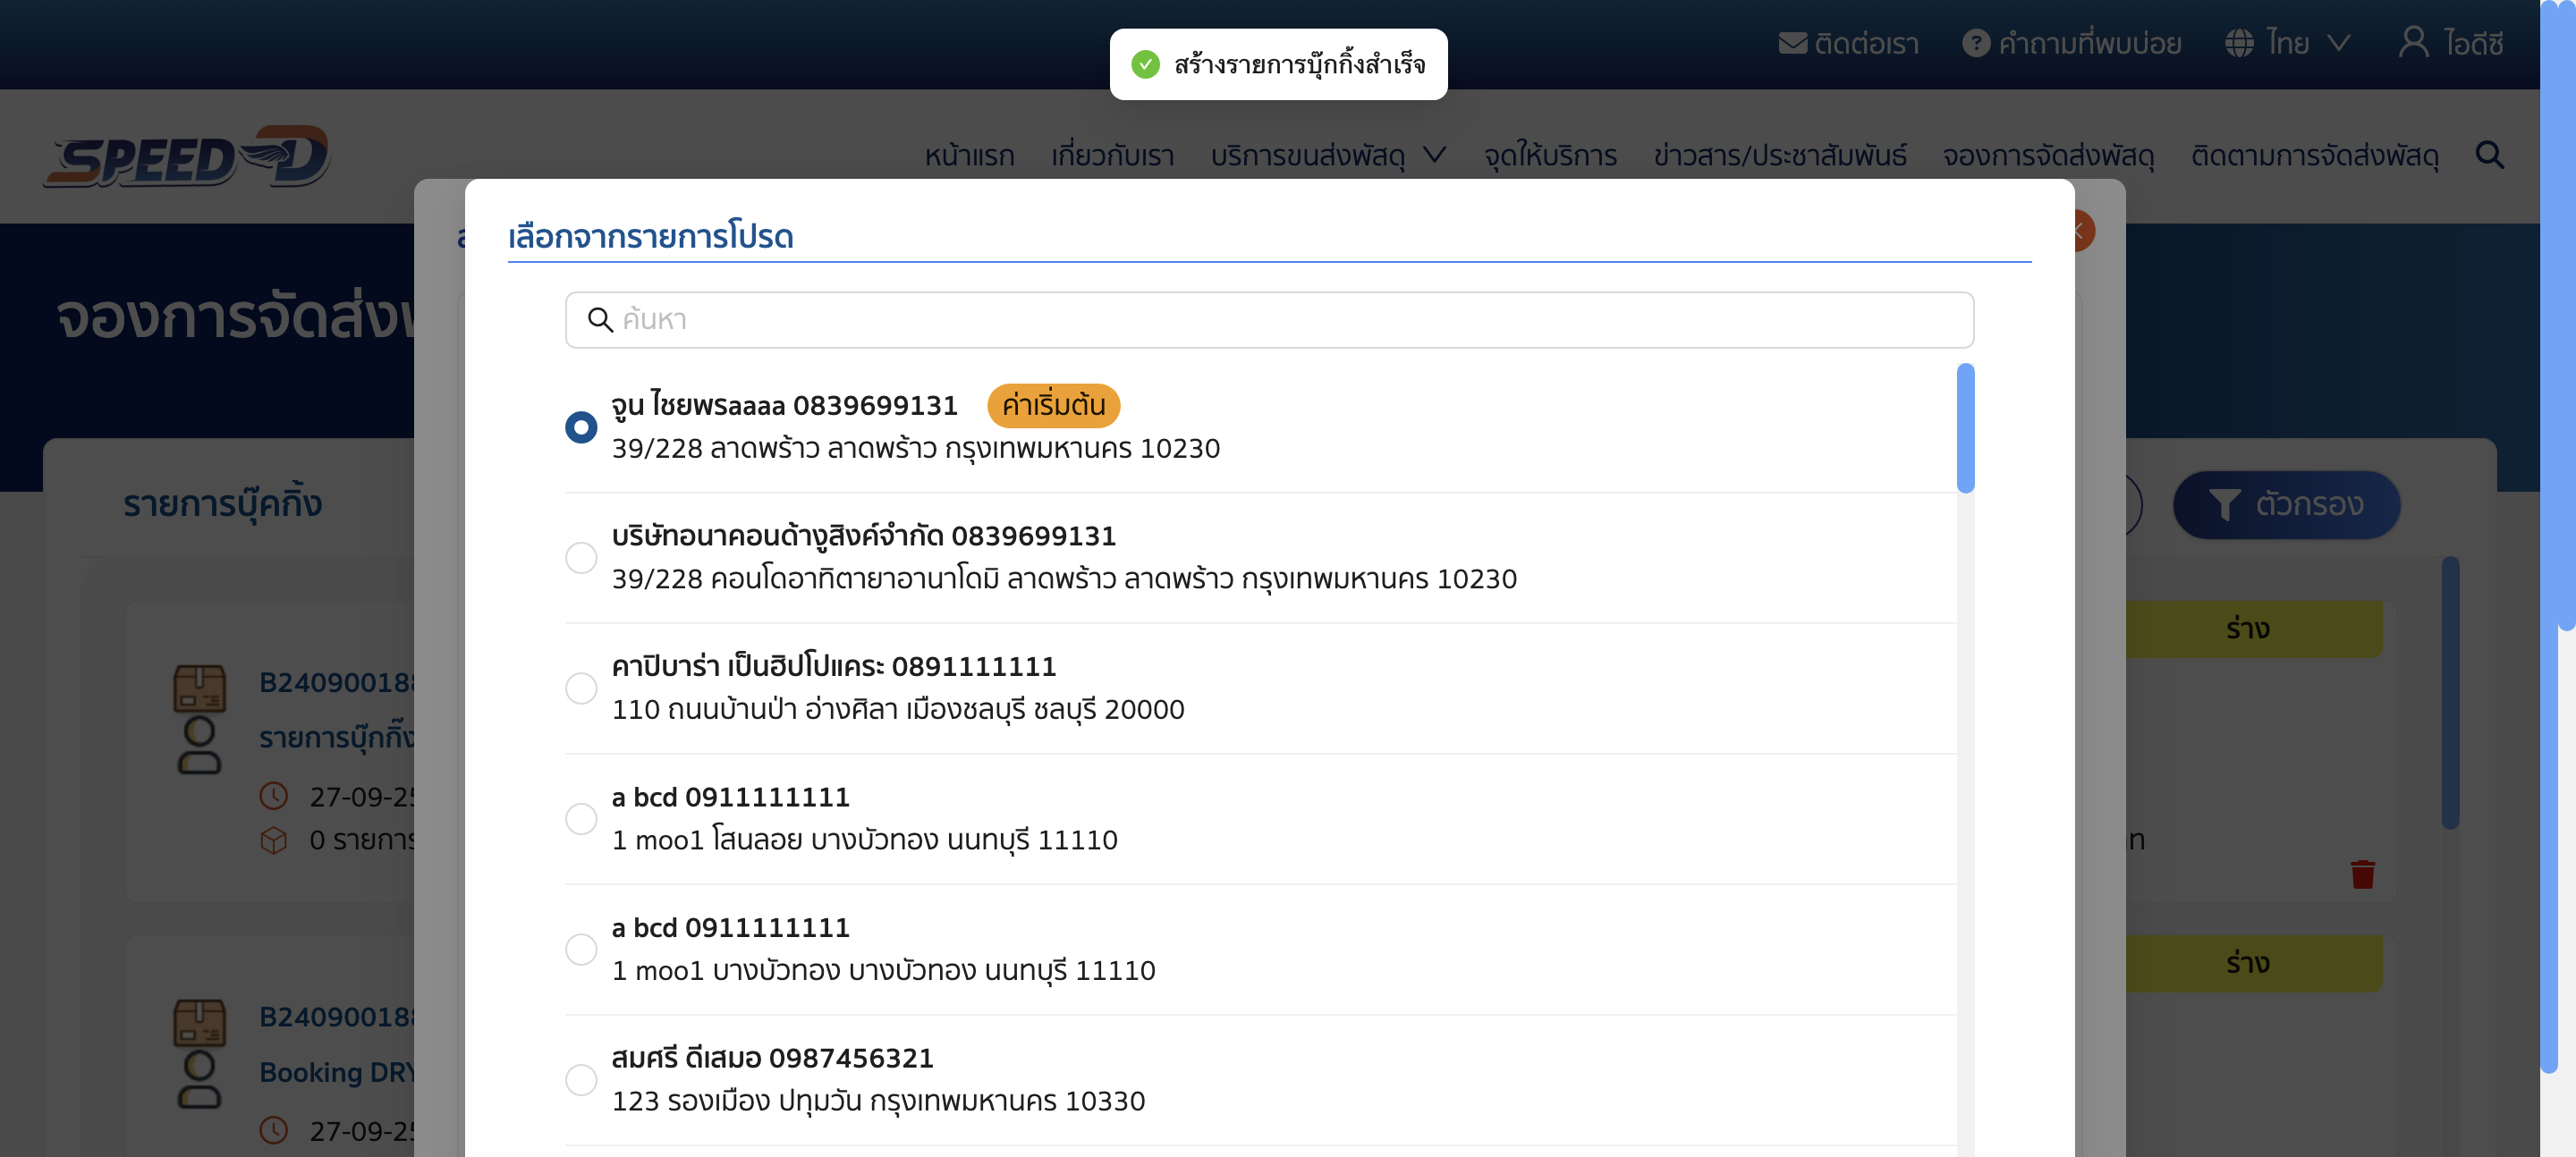 สร้างรายการบุ๊กกิ้งสำเร็จ
ติดต่อเรา คำถามที่พบบ่อย ไทย ไอดีซี
SPEED-D
หน้าแรก เกี่ยวกับเรา บริการขนส่งพัสดุ จุดให้บริการ ข่าวสาร/ประชาสัมพันธ์ จองการจัดส่งพัสดุ ติดตามการจัดส่งพัสดุ
เลือกจากรายการโปรด
จองการจัดส่ง
ค้นหา
จูน ไชยพรaaaa 0839699131 ค่าเริ่มต้น
39/228 ลาดพร้าว ลาดพร้าว กรุงเทพมหานคร 10230
รายการบุ๊คกิ้ง
ตัวกรอง
บริษัทอนาคอนด้างูสิงค์จำกัด 0839699131
39/228 คอนโดอาทิตายาอานาโดมิ ลาดพร้าว ลาดพร้าว กรุงเทพมหานคร 10230
ร่าง
คาปิบาร่า เป็นฮิปโปแคระ 0891111111
110 ถนนบ้านป่า อ่างศิลา เมืองชลบุรี ชลบุรี 20000
B24090018
รายการบุ๊กกิ้ง
27-09-25
0 รายการ
a bcd 0911111111
1 moo1 โสนลอย บางบัวทอง นนทบุรี 11110
a bcd 0911111111
1 moo1 บางบัวทอง บางบัวทอง นนทบุรี 11110
ร่าง
B24090018
Booking DRY
27-09-25
สมศรี ดีเสมอ 0987456321
123 รองเมือง ปทุมวัน กรุงเทพมหานคร 10330